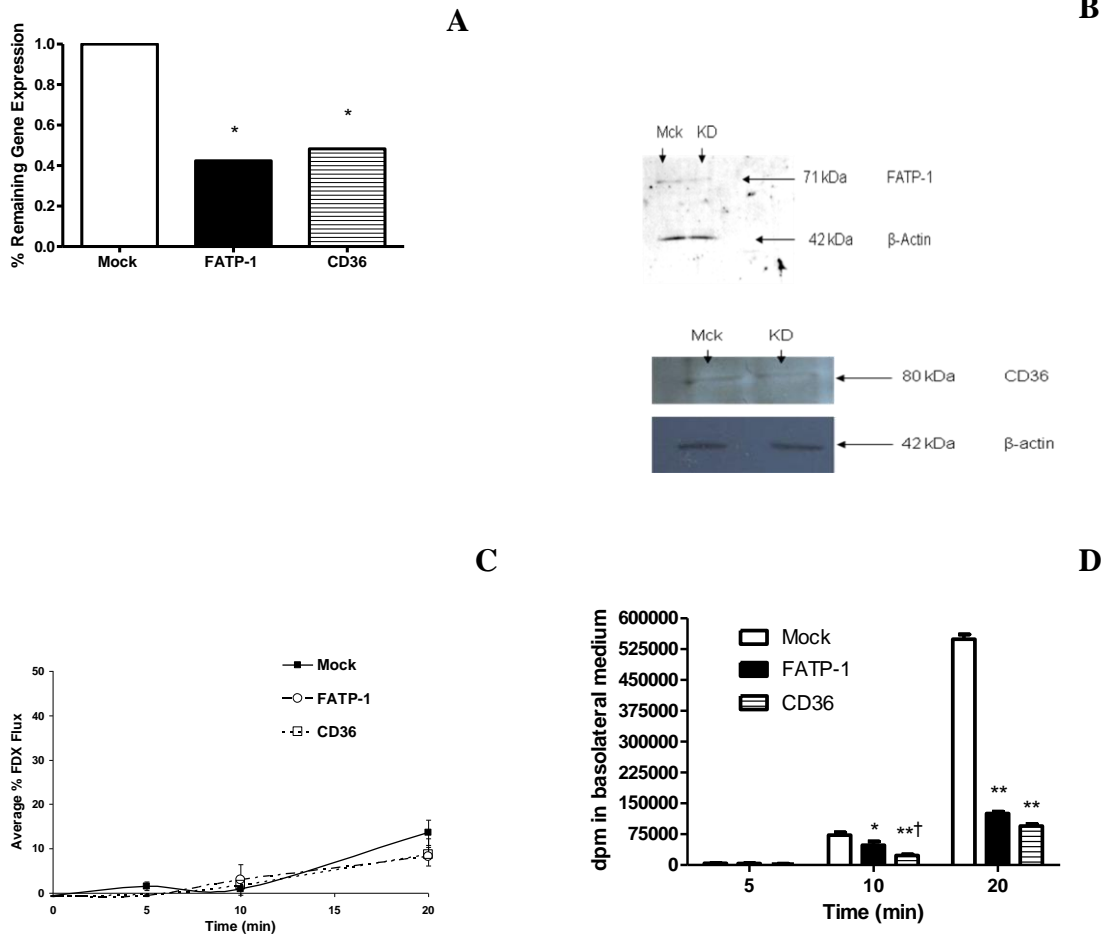 A
% Remaining Gene Expression
1.0
0.8
0.6
0.4
0.2
0.0
*
*
Mock FATP-1 CD36
B
Mck KD
71 kDa FATP-1
42 kDa β-Actin
Mck KD
80 kDa CD36
42 kDa β-actin
C
Average % FDX Flux
50
40
30
20
10
0
Mock
FATP-1
CD36
0 5 10 15 20
Time (min)
D
dpm in basolateral medium
600000
525000
450000
375000
300000
225000
150000
75000
0
Mock
FATP-1
CD36
* **†
** **
5 10 20
Time (min)